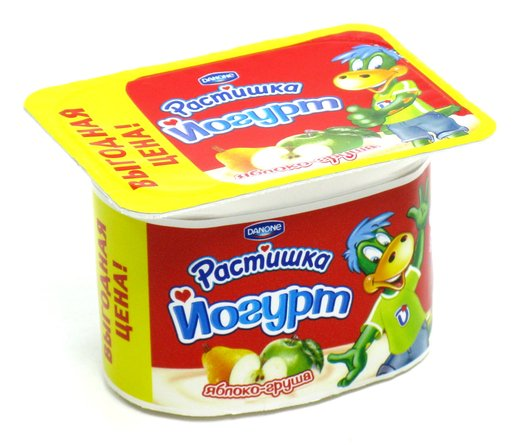 DANONE
Растишка
Йогурт
яблоко-груша
ВЫГОДНАЯ
ЦЕНА!
DANONE
Растишка
Йогурт
яблоко-груша
ВЫГОДНАЯ
ЦЕНА!